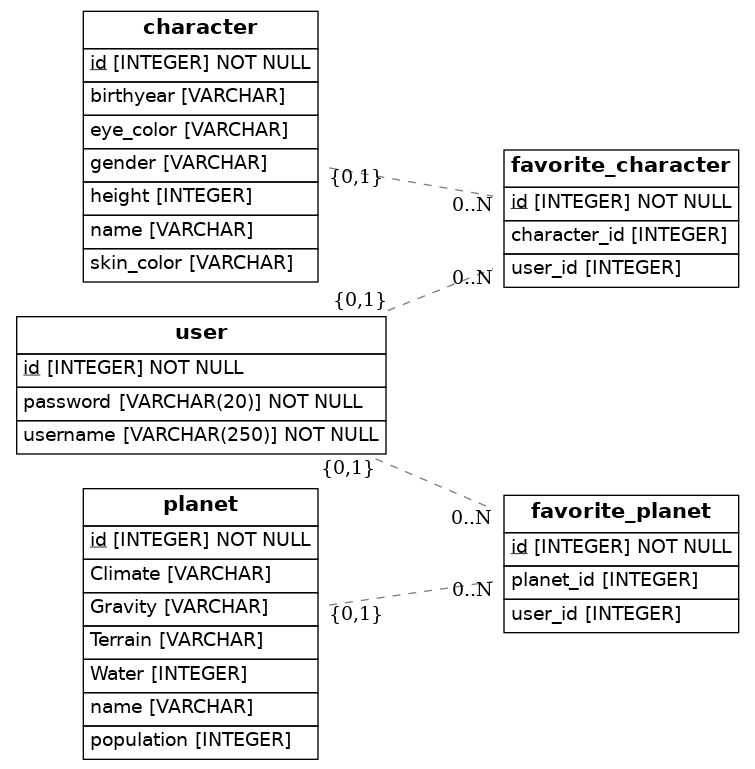 character
id [INTEGER] NOT NULL
birthyear [VARCHAR]
eye_color [VARCHAR]
gender [VARCHAR]
height [INTEGER]
name [VARCHAR]
skin_color [VARCHAR]
{0,1}
0..N
favorite_character
id [INTEGER] NOT NULL
character_id [INTEGER]
user_id [INTEGER]
0..N
{0,1}
user
id [INTEGER] NOT NULL
password [VARCHAR(20)] NOT NULL
username [VARCHAR(250)] NOT NULL
{0,1}
0..N
planet
id [INTEGER] NOT NULL
Climate [VARCHAR]
Gravity [VARCHAR]
Terrain [VARCHAR]
Water [INTEGER]
name [VARCHAR]
population [INTEGER]
{0,1}
0..N
favorite_planet
id [INTEGER] NOT NULL
planet_id [INTEGER]
user_id [INTEGER]